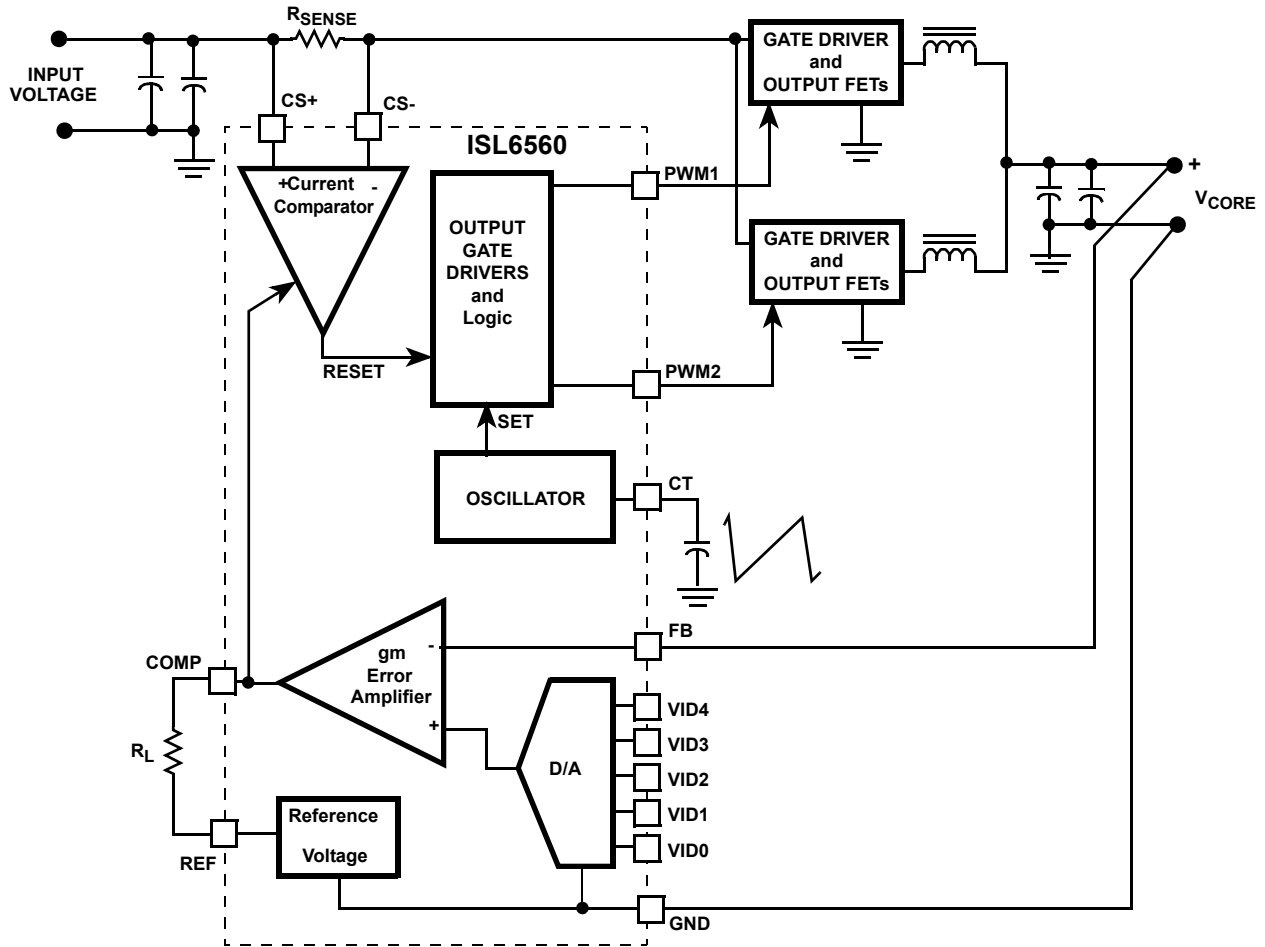 RSENSE
INPUT
VOLTAGE
CS+
CS-
GATE DRIVER
and
OUTPUT FETs
ISL6560
+Current -
Comparator
PWM1
+
VCORE
OUTPUT
GATE
DRIVERS
and
Logic
GATE DRIVER
and
OUTPUT FETs
RESET
PWM2
SET
OSCILLATOR
CT
FB
-
gm
Error
Amplifier
+
COMP
RL
D/A
VID4
VID3
VID2
VID1
VID0
Reference
Voltage
REF
GND